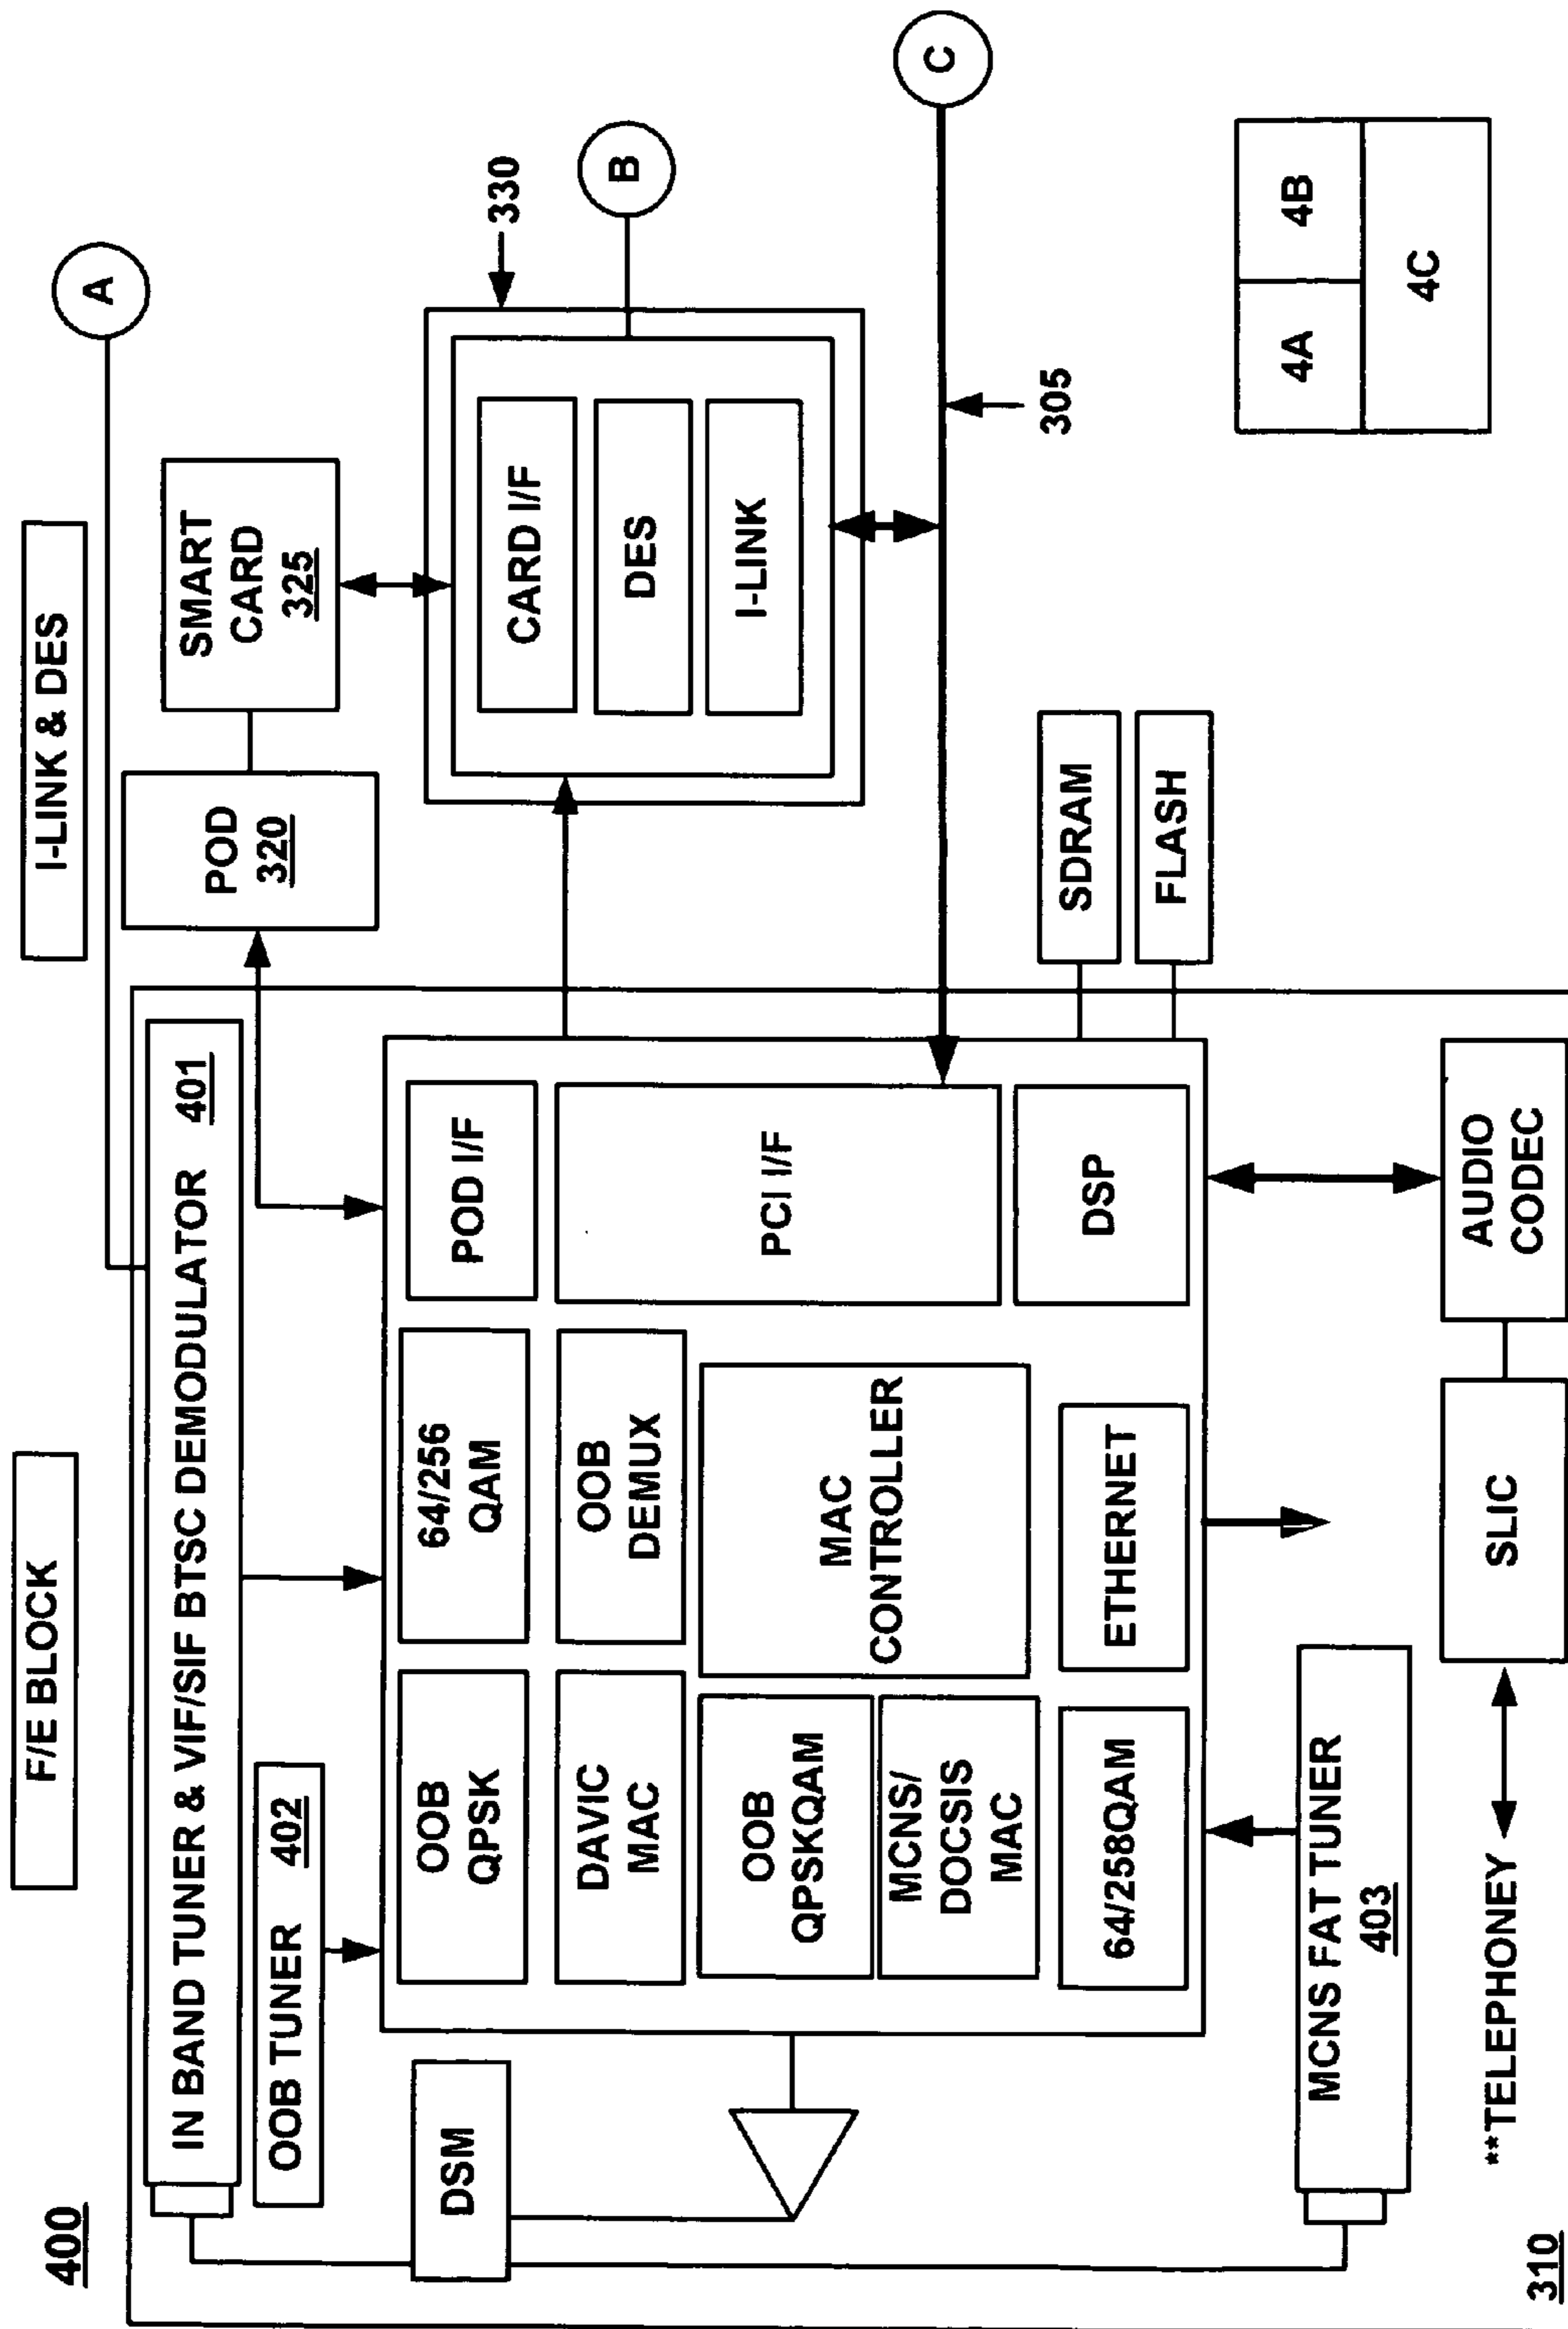 400
F/E BLOCK
I-LINK & DES
A
IN BAND TUNER & VIF/SIF BTSC DEMODULATOR 401
OOB TUNER 402
POD
320
SMART
CARD
325
330
B
DSM
OOB
QPSK
64/256
QAM
POD I/F
DAVIC
MAC
OOB
DEMUX
PCI I/F
OOB
QPSKQAM
MAC
CONTROLLER
MCNS/
DOCSIS
MAC
DSP
64/258QAM
ETHERNET
CARD I/F
DES
I-LINK
C
305
SDRAM
FLASH
MCNS FAT TUNER
403
**TELEPHONEY
SLIC
AUDIO
CODEC
310
4A
4B
4C